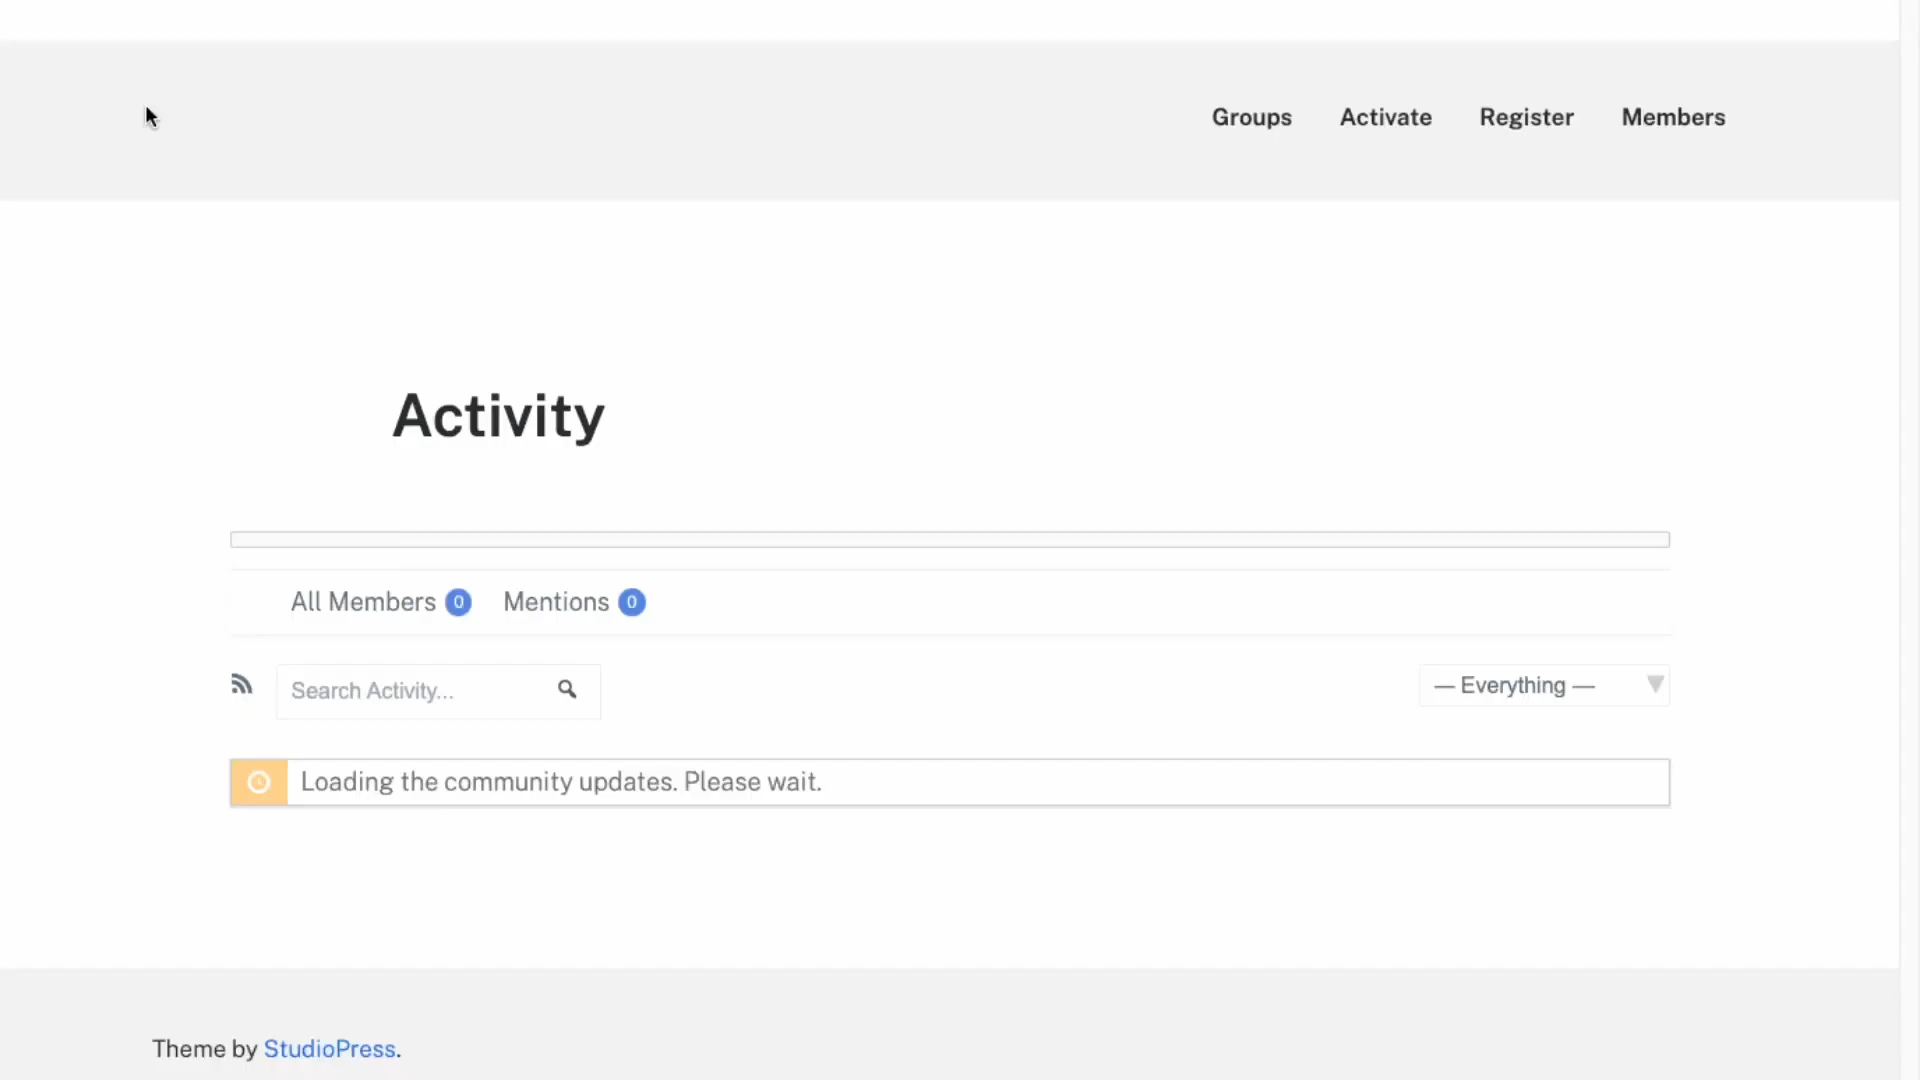 Groups Activate Register Members
Activity
All Members 0 Mentions 0
Search Activity... — Everything —
Loading the community updates. Please wait.
Theme by StudioPress.